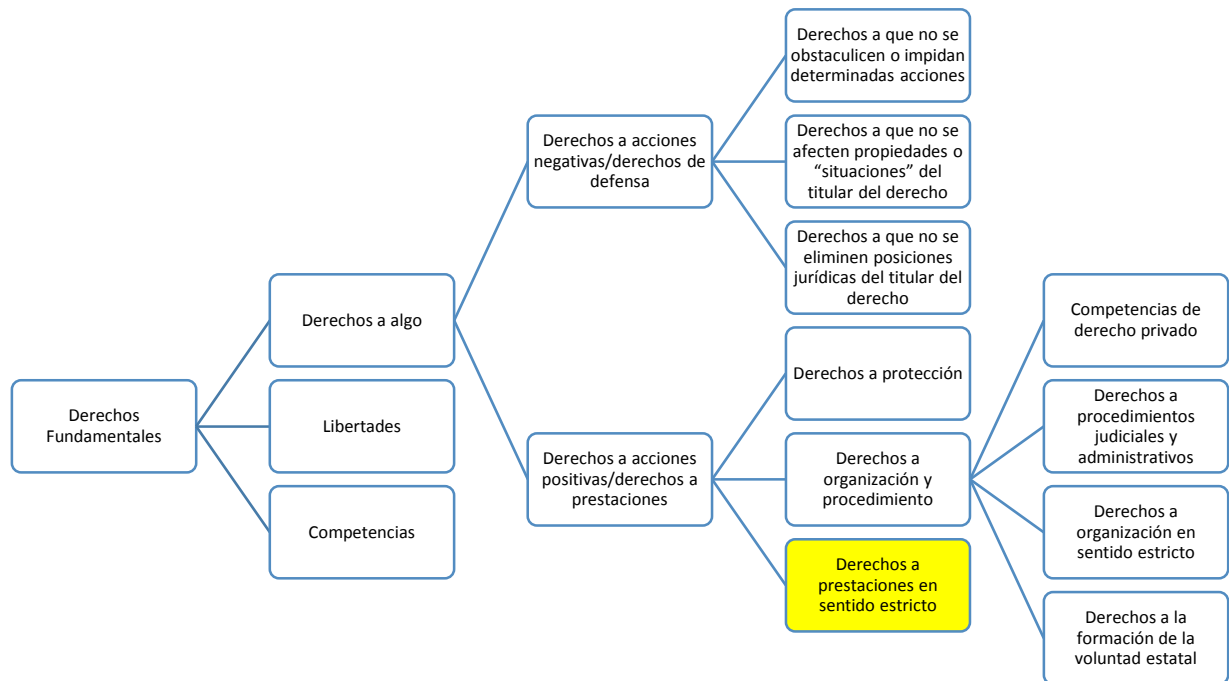 Derechos
Fundamentales
Derechos a algo
Libertades
Competencias
Derechos a acciones
negativas/derechos de
defensa
Derechos a acciones
positivas/derechos a
prestaciones
Derechos a que no se
obstaculicen o impidan
determinadas acciones
Derechos a que no se
afecten propiedades o
“situaciones” del
titular del derecho
Derechos a que no se
eliminen posiciones
jurídicas del titular del
derecho
Derechos a protección
Derechos a
organización y
procedimiento
Derechos a
prestaciones en
sentido estricto
Competencias de
derecho privado
Derechos a
procedimientos
judiciales y
administrativos
Derechos a
organización en
sentido estricto
Derechos a la
formación de la
voluntad estatal